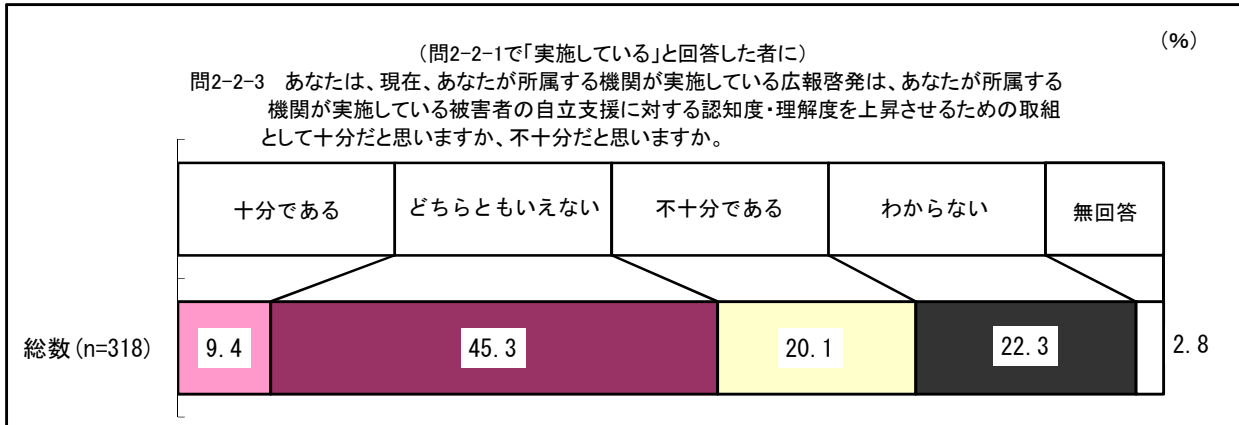 (%)
(問2-2-1で「実施している」と回答した者に)
問2-2-3　あなたは、現在、あなたが所属する機関が実施している広報啓発は、あなたが所属する
機関が実施している被害者の自立支援に対する認知度・理解度を上昇させるための取組
として十分だと思いますか、不十分だと思いますか。
十分である　どちらともいえない　不十分である　わからない　無回答
総数(n=318)　9.4　45.3　20.1　22.3　2.8